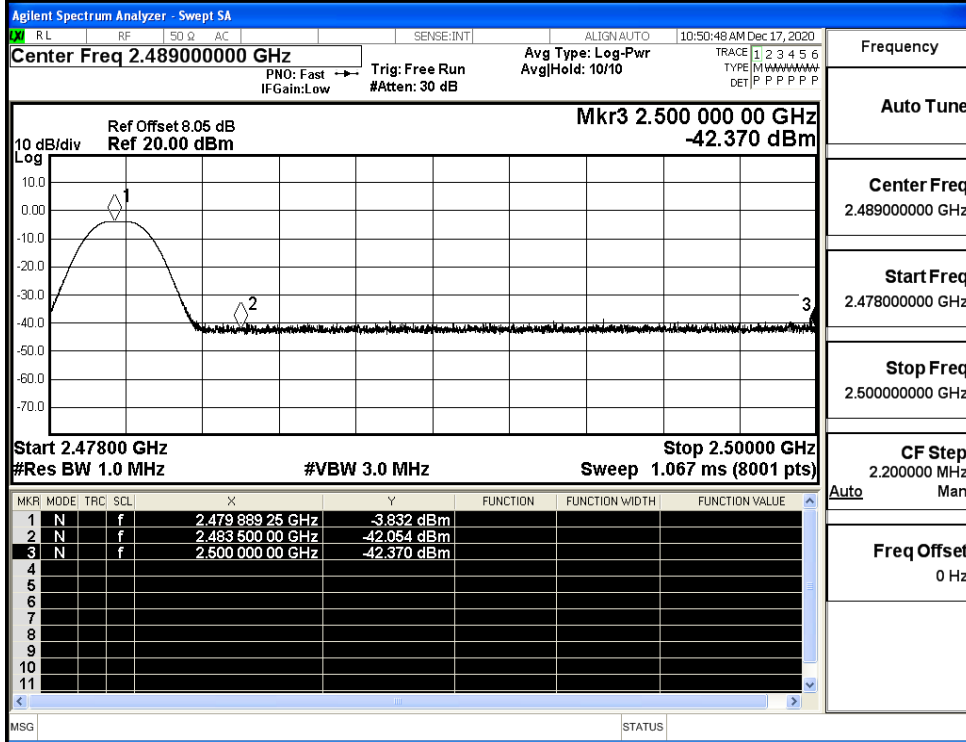 Agilent Spectrum Analyzer - Swept SA
LXI RL RF 50 Ω AC SENSE:INT ALIGN AUTO 10:50:48 AM Dec 17, 2020
Center Freq 2.489000000 GHz
PNO: Fast
IFGain:Low
Trig: Free Run
#Atten: 30 dB
Avg Type: Log-Pwr
Avg|Hold: 10/10
TRACE 1 2 3 4 5 6
TYPE M W W W W W
DET P P P P P P
Ref Offset 8.05 dB
10 dB/div Ref 20.00 dBm
Log
Mkr3 2.500 000 00 GHz
-42.370 dBm
10.0
0.00
-10.0
-20.0
-30.0
-40.0
-50.0
-60.0
-70.0
1
2
3
Start 2.47800 GHz Stop 2.50000 GHz
#Res BW 1.0 MHz #VBW 3.0 MHz Sweep 1.067 ms (8001 pts)
MKR MODE TRC SCL X Y FUNCTION FUNCTION WIDTH FUNCTION VALUE
1 N f 2.479 889 25 GHz -3.832 dBm
2 N f 2.483 500 00 GHz -42.054 dBm
3 N f 2.500 000 00 GHz -42.370 dBm
4
5
6
7
8
9
10
11
MSG STATUS
Frequency
Auto Tune
Center Freq
2.489000000 GHz
Start Freq
2.478000000 GHz
Stop Freq
2.500000000 GHz
CF Step
2.200000 MHz
Auto Man
Freq Offset
0 Hz